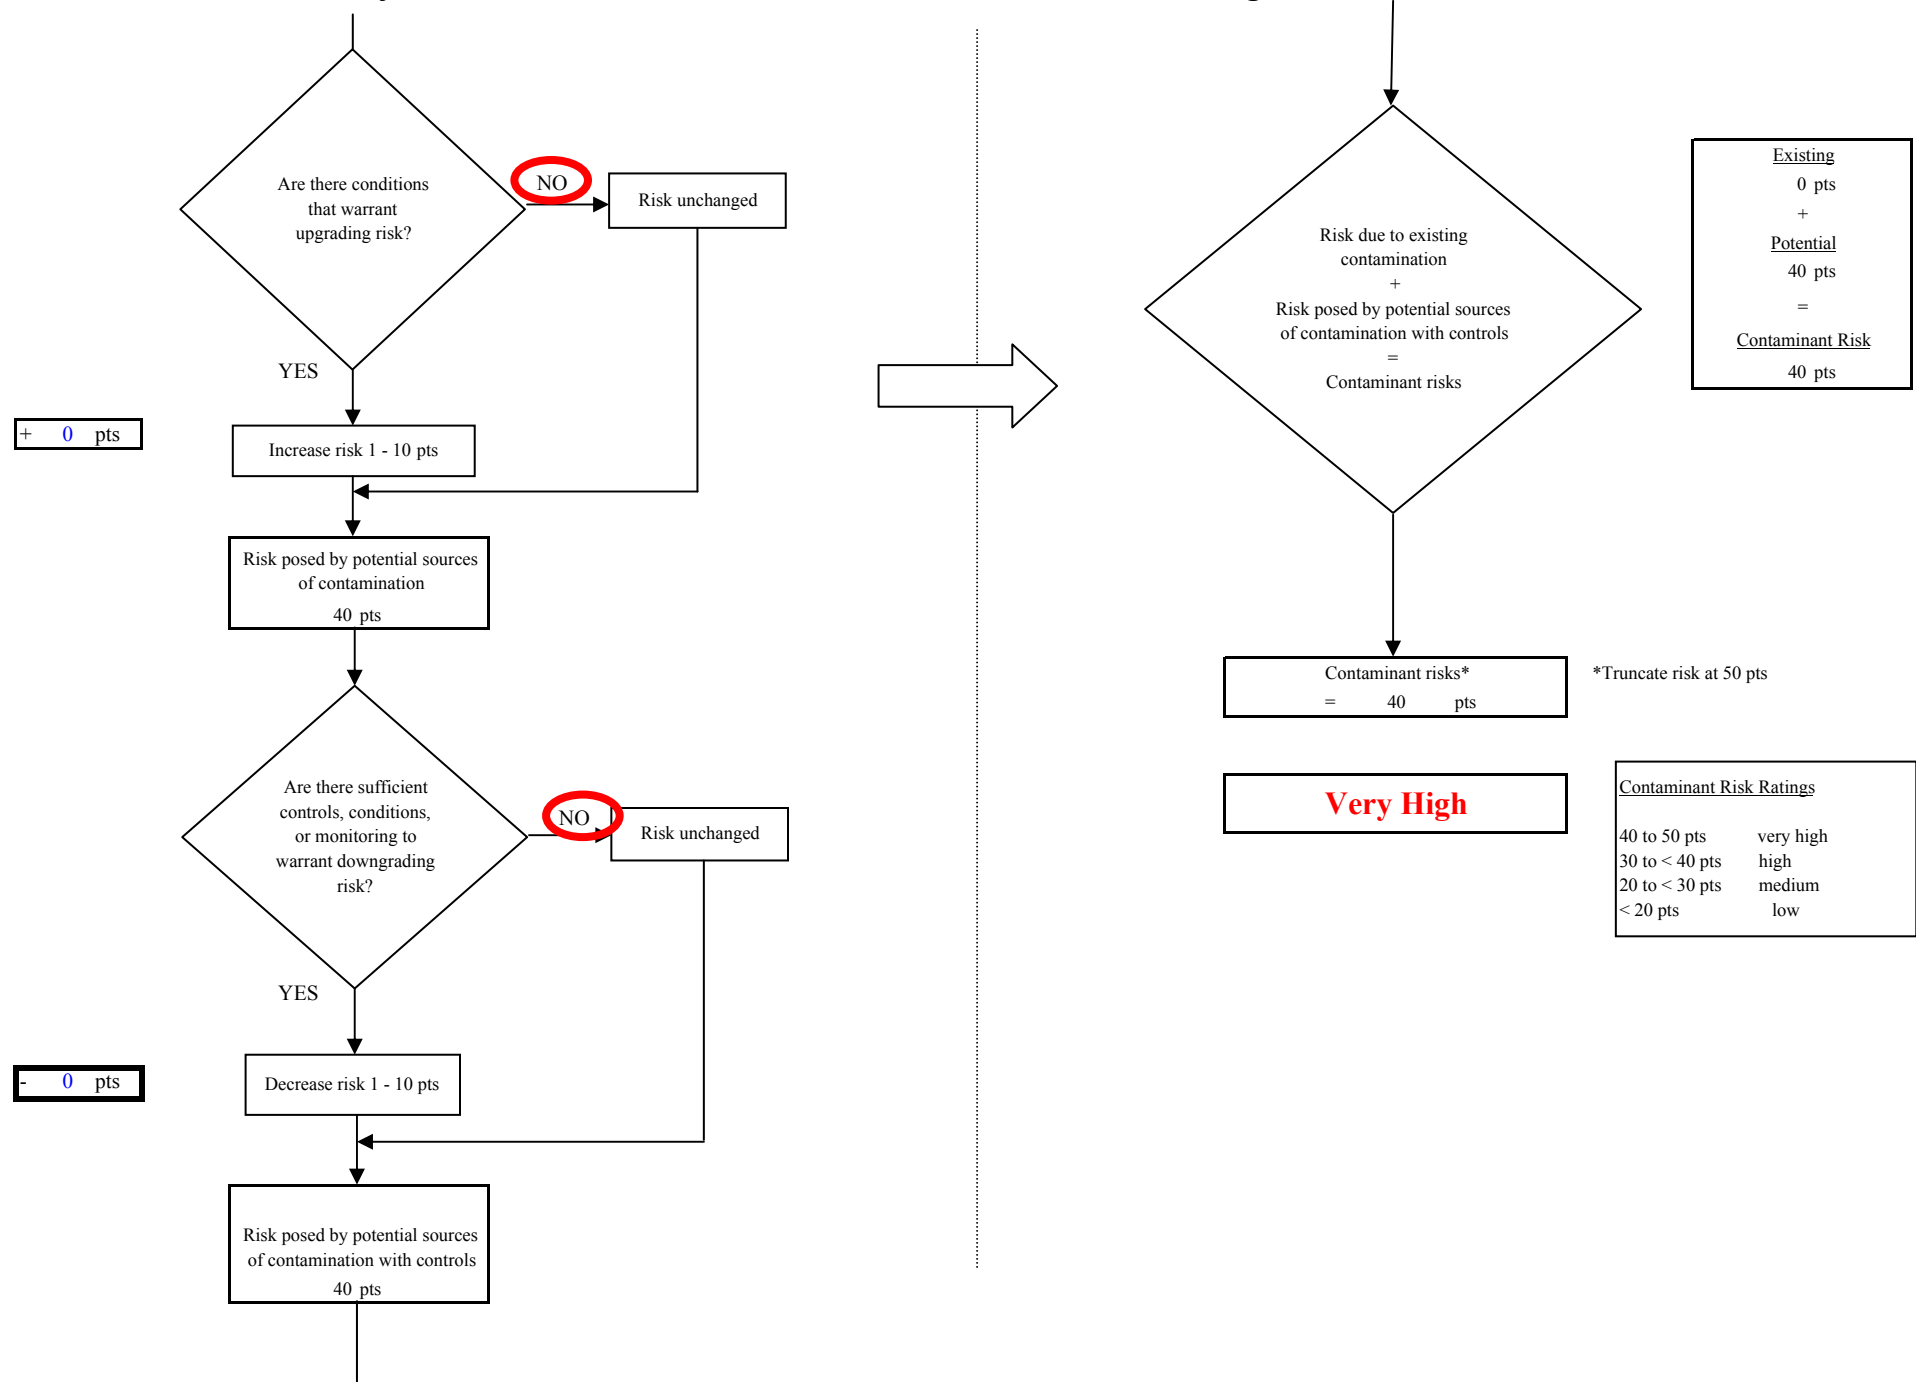 Are there conditions
that warrant
upgrading risk?
NO
Risk unchanged
YES
+ 0 pts
Increase risk 1 - 10 pts
Risk posed by potential sources
of contamination
40 pts
Are there sufficient
controls, conditions,
or monitoring to
warrant downgrading
risk?
NO
Risk unchanged
YES
- 0 pts
Decrease risk 1 - 10 pts
Risk posed by potential sources
of contamination with controls
40 pts
Risk due to existing
contamination
+
Risk posed by potential sources
of contamination with controls
=
Contaminant risks
Existing
0 pts
+
Potential
40 pts
=
Contaminant Risk
40 pts
Contaminant risks*
= 40 pts
*Truncate risk at 50 pts
Very High
Contaminant Risk Ratings
40 to 50 pts very high
30 to < 40 pts high
20 to < 30 pts medium
< 20 pts low